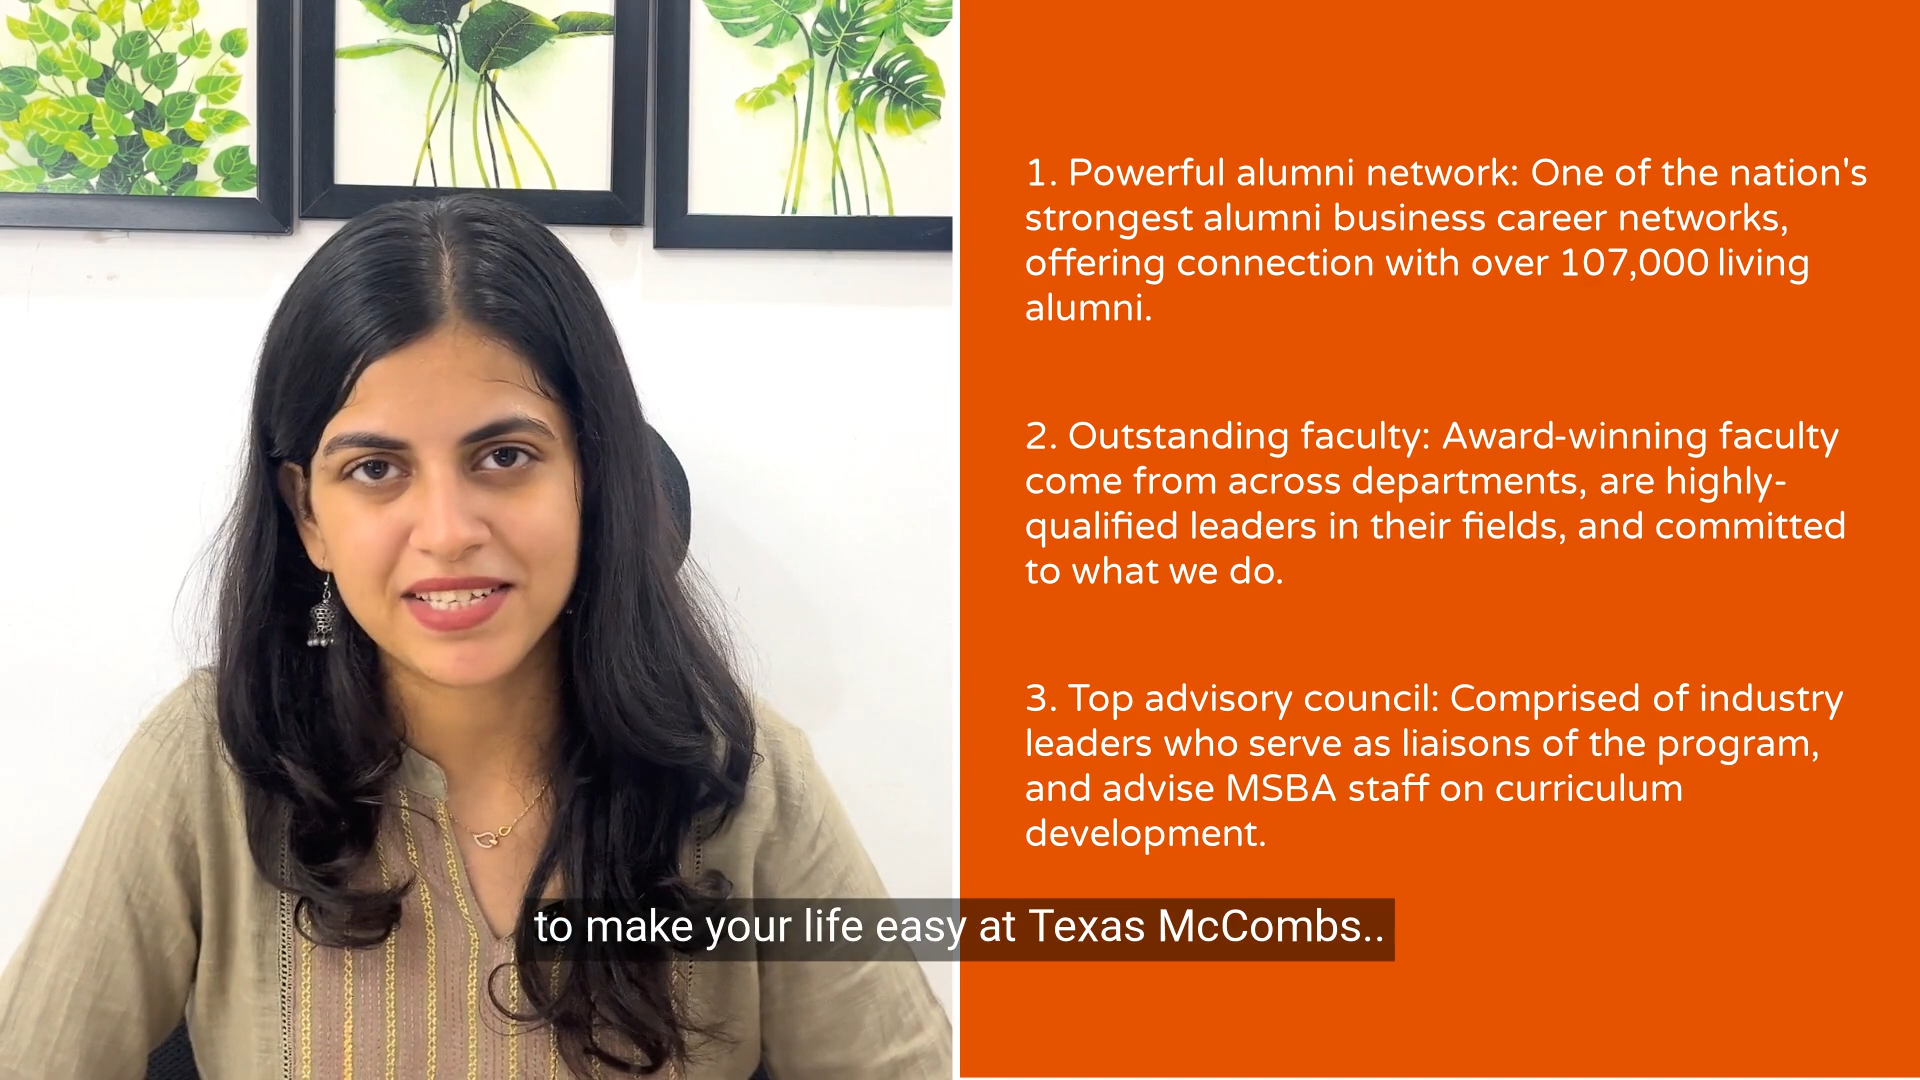 1. Powerful alumni network: One of the nation's
strongest alumni business career networks,
offering connection with over 107,000 living
alumni.
2. Outstanding faculty: Award-winning faculty
come from across departments, are highly-
qualified leaders in their fields, and committed
to what we do.
3. Top advisory council: Comprised of industry
leaders who serve as liaisons of the program,
and advise MSBA staff on curriculum
development.
to make your life easy at Texas McCombs..